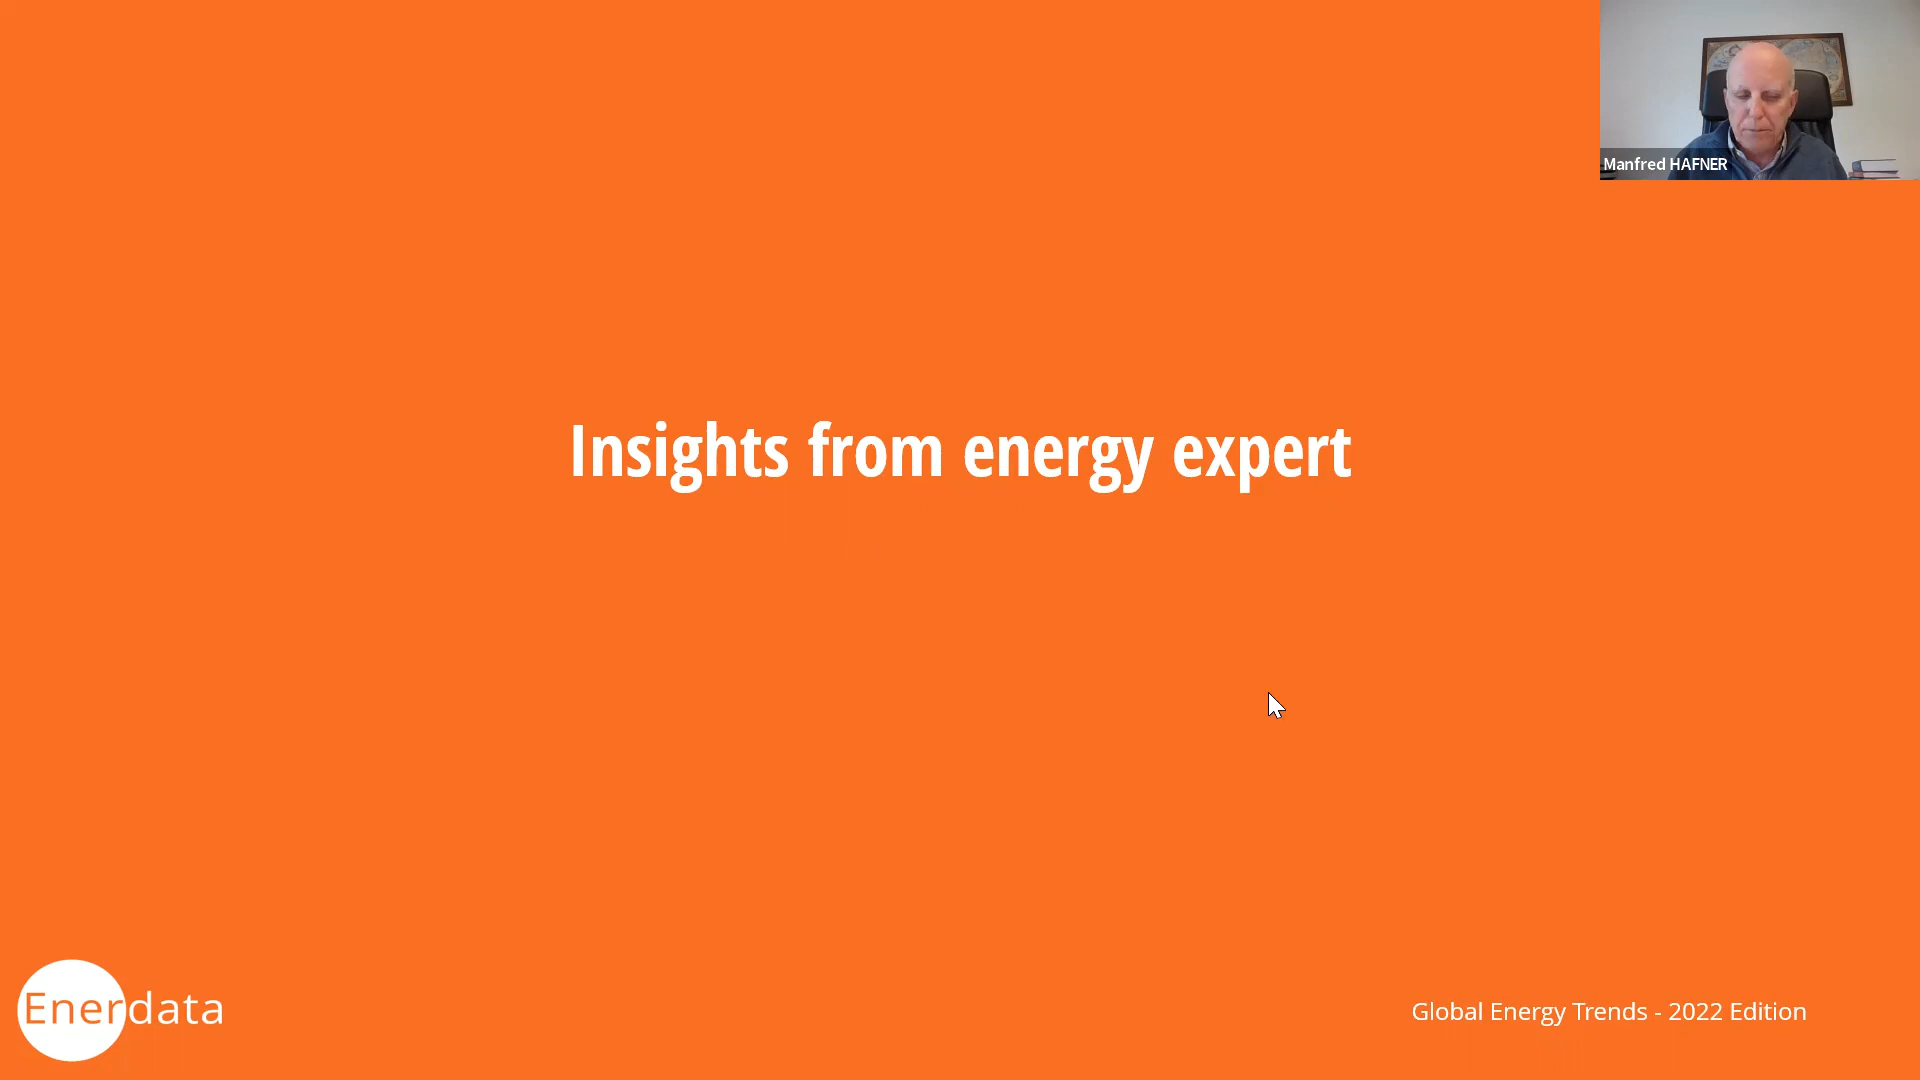 Manfred HAFNER
Insights from energy expert
Enerdata
Global Energy Trends - 2022 Edition